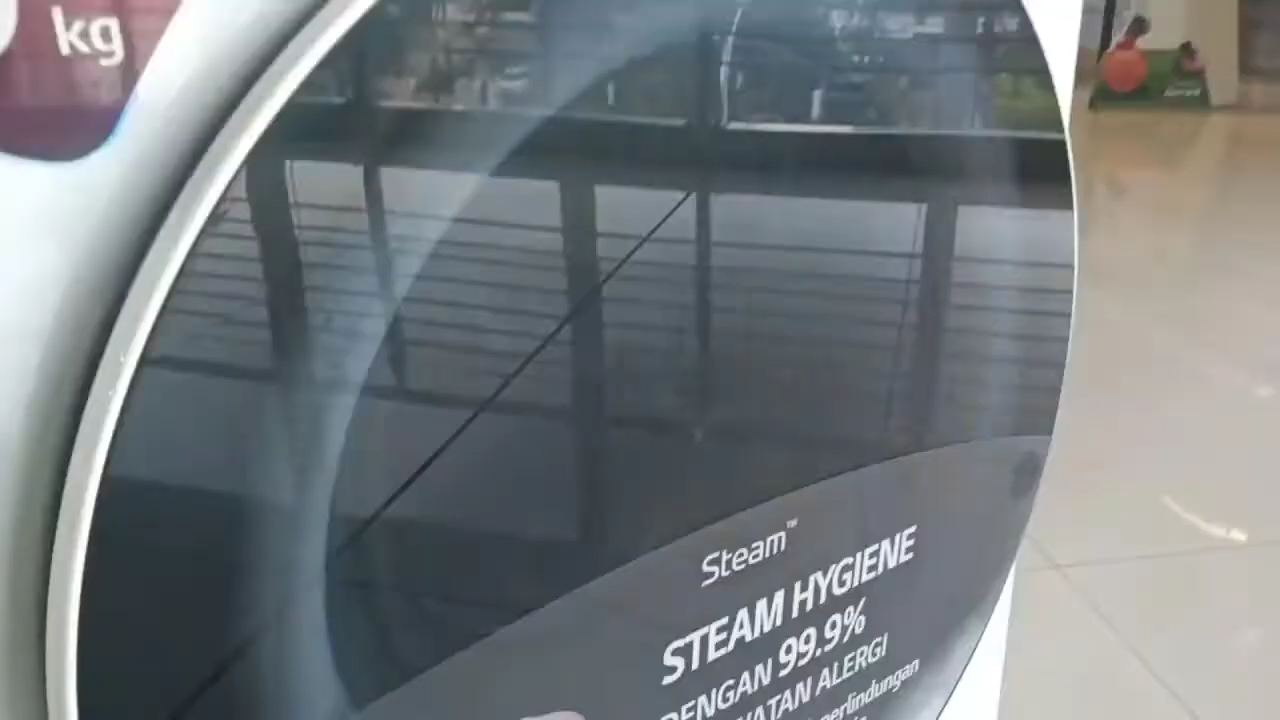 kg
Steam™
STEAM HYGIENE
DENGAN 99.9%
ALERGI
perlindungan